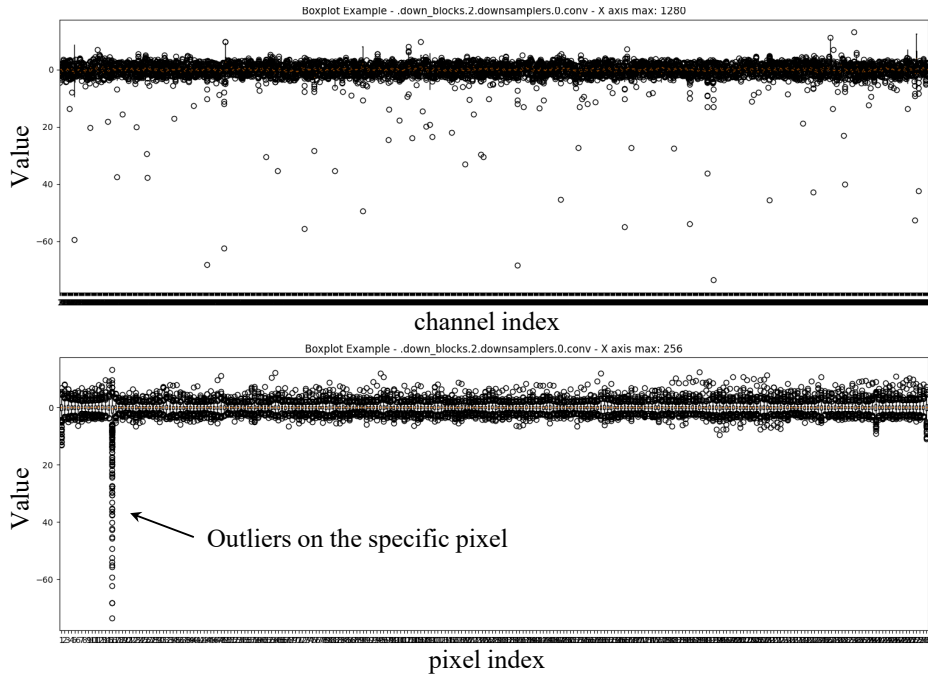 Boxplot Example - .down_blocks.2.downsamplers.0.conv - X axis max: 1280
0
20
40
−60
Value
channel index
Boxplot Example - .down_blocks.2.downsamplers.0.conv - X axis max: 256
0
20
40
−60
Value
Outliers on the specific pixel
pixel index